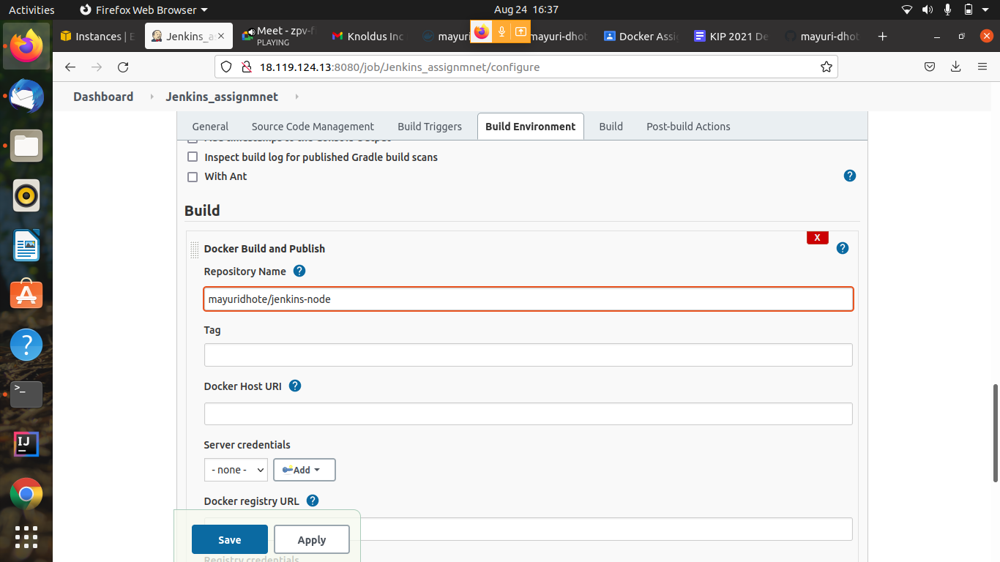 Activities Firefox Web Browser Aug 24 16:37
Instances | E Jenkins_a Meet - zpv-f PLAYING Knoldus Inc mayuri mayuri-dhot Docker Assi KIP 2021 De mayuri-dhot
18.119.124.13:8080/job/Jenkins_assignmnet/configure
Dashboard Jenkins_assignmnet
General Source Code Management Build Triggers Build Environment Build Post-build Actions
Inspect build log for published Gradle build scans
With Ant
Build
X
Docker Build and Publish
Repository Name
mayuridhote/jenkins-node
Tag
Docker Host URI
Server credentials
- none - Add
Docker registry URL
Save Apply
Registry credentials